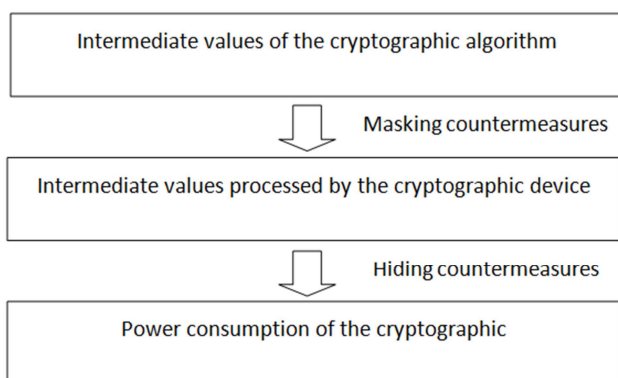 Intermediate values of the cryptographic algorithm
Masking countermeasures
Intermediate values processed by the cryptographic device
Hiding countermeasures
Power consumption of the cryptographic